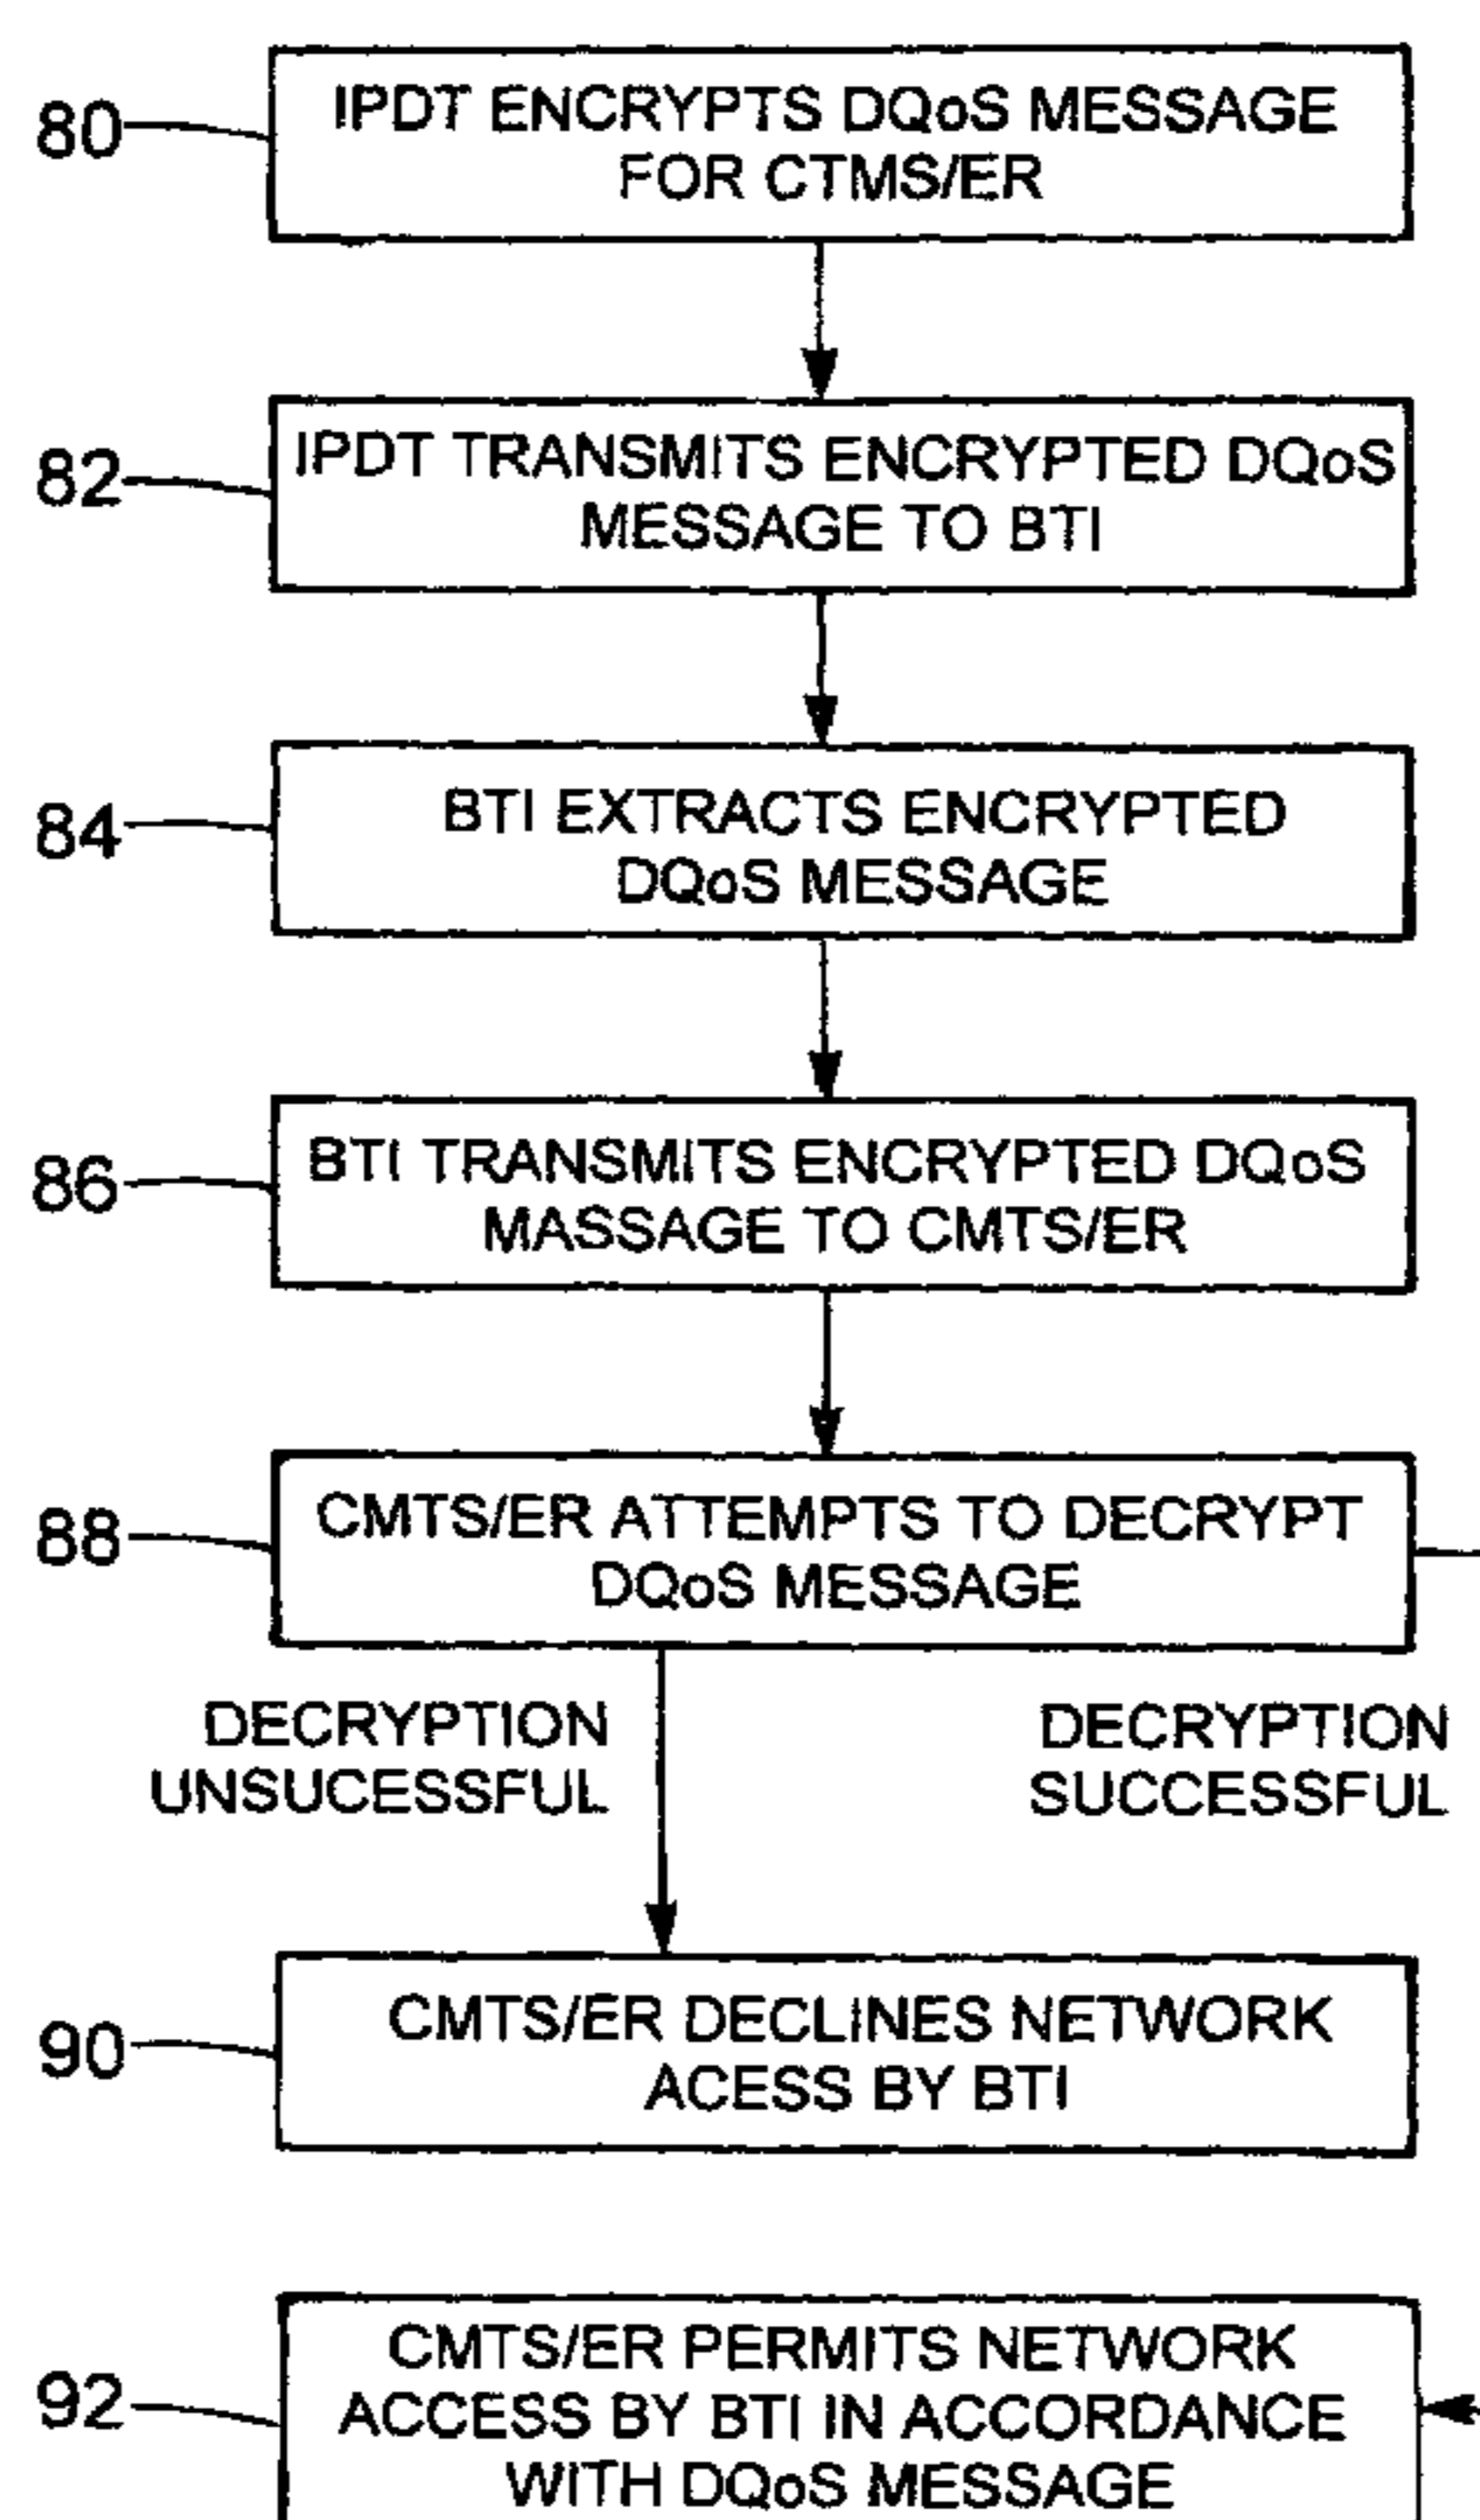 80
IPDT ENCRYPTS DQoS MESSAGE
FOR CTMS/ER
82
IPDT TRANSMITS ENCRYPTED DQoS
MESSAGE TO BTI
84
BTI EXTRACTS ENCRYPTED
DQoS MESSAGE
86
BTI TRANSMITS ENCRYPTED DQoS
MASSAGE TO CMTS/ER
88
CMTS/ER ATTEMPTS TO DECRYPT
DQoS MESSAGE
DECRYPTION
UNSUCESSFUL
DECRYPTION
SUCCESSFUL
90
CMTS/ER DECLINES NETWORK
ACESS BY BTI
92
CMTS/ER PERMITS NETWORK
ACCESS BY BTI IN ACCORDANCE
WITH DQoS MESSAGE